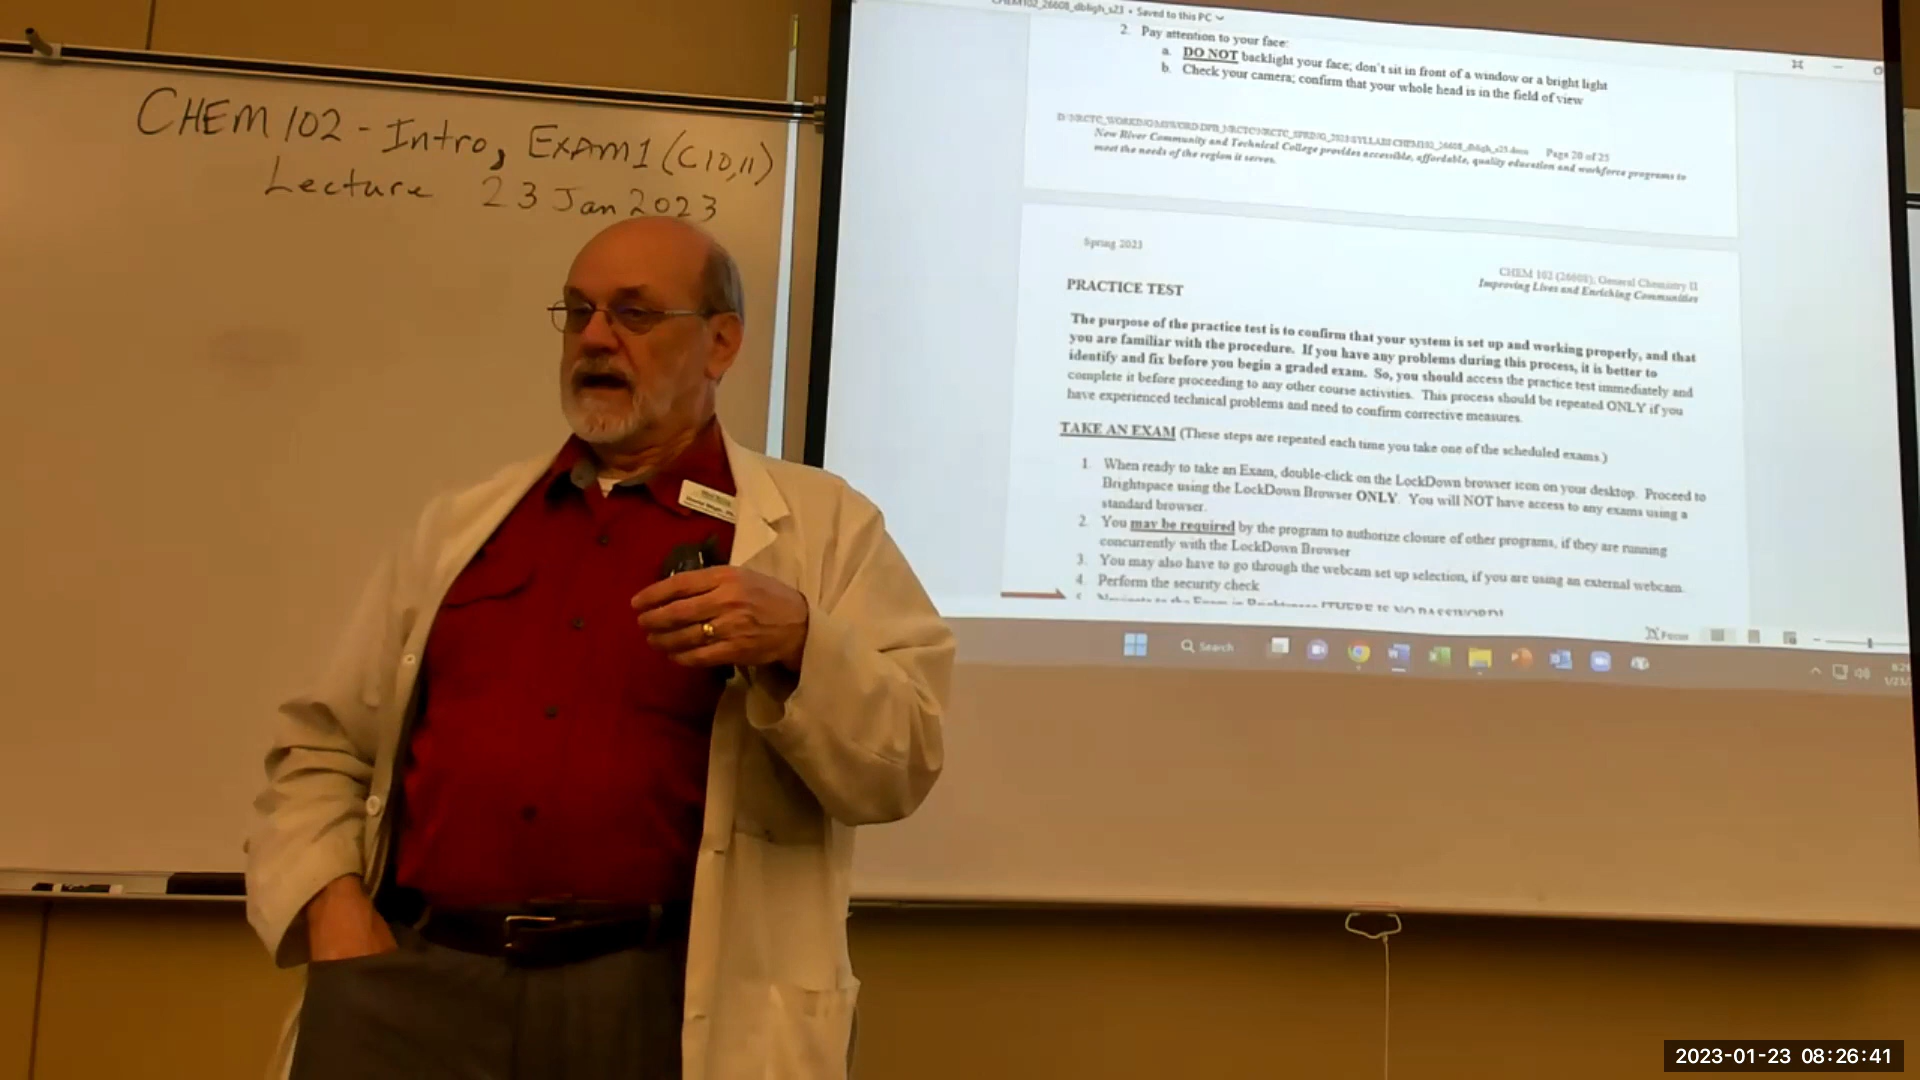 CHEM 102 - Intro, EXAM 1 (C10,11)
Lecture 23 Jan 2023
CHEM102_26608_dbligh_s23 • Saved to this PC
2. Pay attention to your face:
a. DO NOT backlight your face; don't sit in front of a window or a bright light
b. Check your camera; confirm that your whole head is in the field of view
Page 20 of 25
New River Community and Technical College provides accessible, affordable, quality education and workforce programs to
meet the needs of the region it serves.
Spring 2023
CHEM 102 (26608); General Chemistry II
Improving Lives and Enriching Communities
PRACTICE TEST
The purpose of the practice test is to confirm that your system is set up and working properly, and that
you are familiar with the procedure. If you have any problems during this process, it is better to
identify and fix before you begin a graded exam. So, you should access the practice test immediately and
complete it before proceeding to any other course activities. This process should be repeated ONLY if you
have experienced technical problems and need to confirm corrective measures.
TAKE AN EXAM (These steps are repeated each time you take one of the scheduled exams.)
1. When ready to take an Exam, double-click on the LockDown browser icon on your desktop. Proceed to
Brightspace using the LockDown Browser ONLY. You will NOT have access to any exams using a
standard browser.
2. You may be required by the program to authorize closure of other programs, if they are running
concurrently with the LockDown Browser
3. You may also have to go through the webcam set up selection, if you are using an external webcam.
4. Perform the security check
Focus
Search
2023-01-23 08:26:41